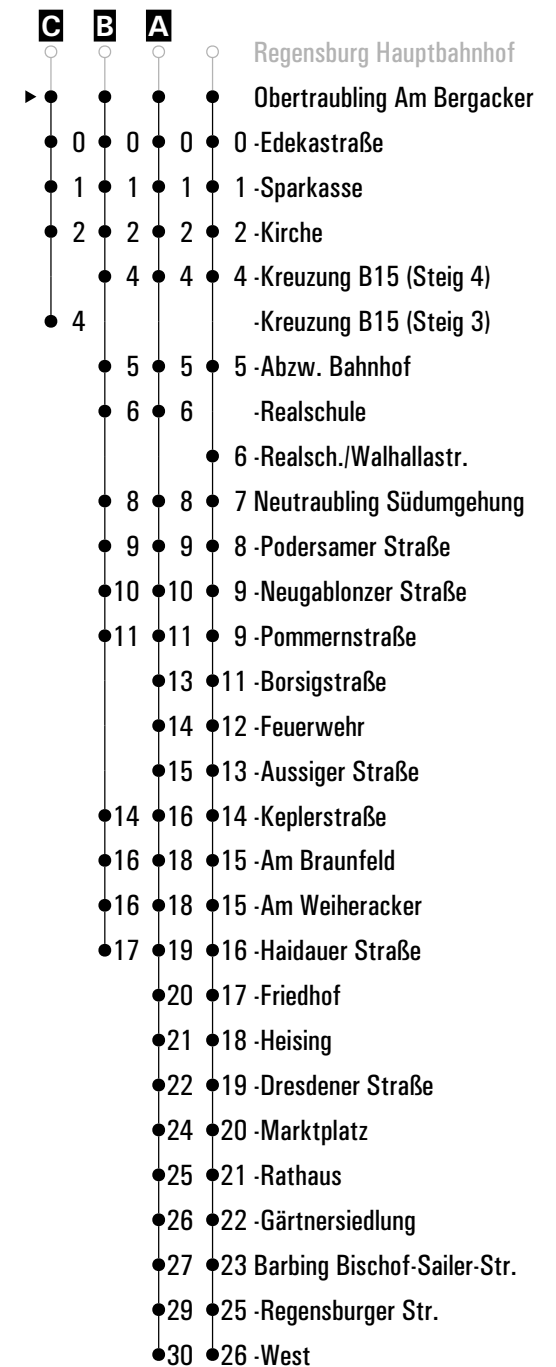 C B A
Regensburg Hauptbahnhof
Obertraubling Am Bergacker
0 0 0 0 -Edekastraße
1 1 1 1 -Sparkasse
2 2 2 2 -Kirche
4 4 4 -Kreuzung B15 (Steig 4)
4 -Kreuzung B15 (Steig 3)
5 5 5 -Abzw. Bahnhof
6 6 -Realschule
6 -Realsch./Walhallastr.
8 8 7 Neutraubling Südumgehung
9 9 8 -Podersamer Straße
10 10 9 -Neugablonzer Straße
11 11 9 -Pommernstraße
13 11 -Borsigstraße
14 12 -Feuerwehr
15 13 -Aussiger Straße
14 16 14 -Keplerstraße
16 18 15 -Am Braunfeld
16 18 15 -Am Weiheracker
17 19 16 -Haidauer Straße
20 17 -Friedhof
21 18 -Heising
22 19 -Dresdener Straße
24 20 -Marktplatz
25 21 -Rathaus
26 22 -Gärtnersiedlung
27 23 Barbing Bischof-Sailer-Str.
29 25 -Regensburger Str.
30 26 -West